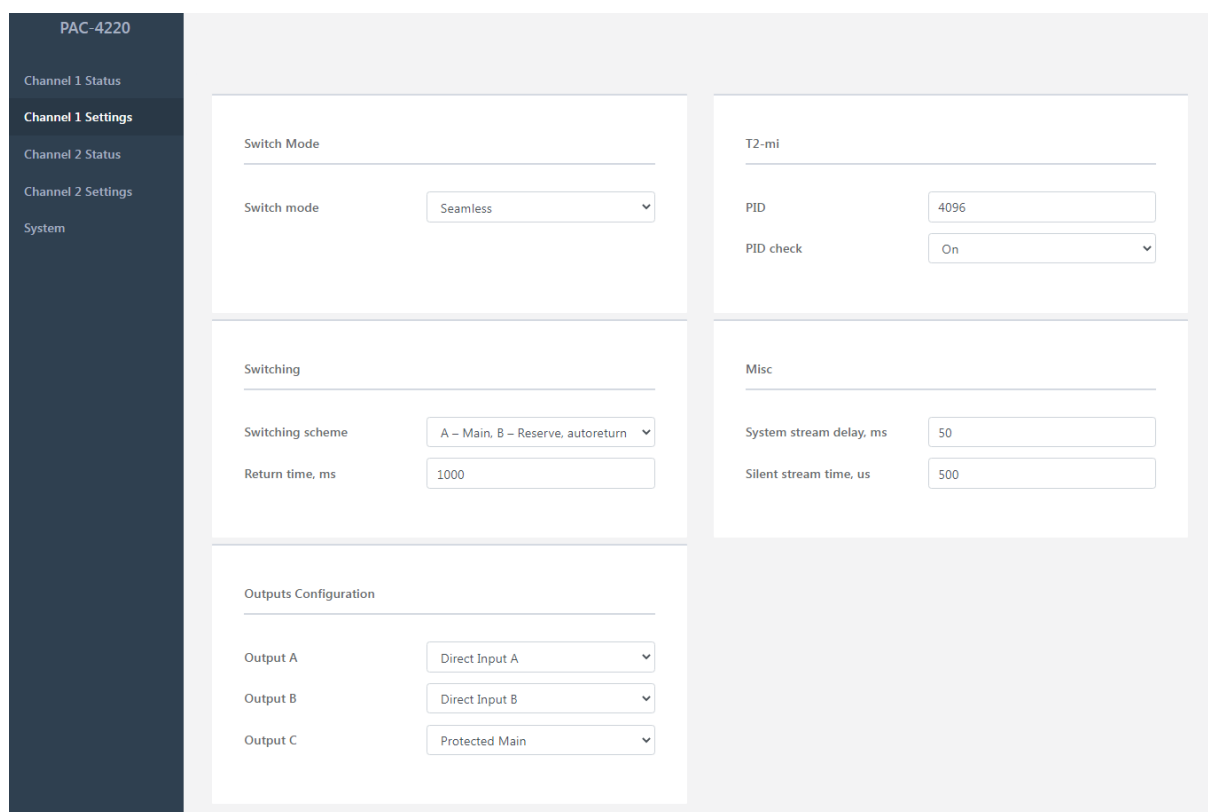 PAC-4220
Channel 1 Status
Channel 1 Settings
Channel 2 Status
Channel 2 Settings
System
Switch Mode
Switch mode
Seamless
T2-mi
PID
4096
PID check
On
Switching
Switching scheme
A – Main, B – Reserve, autoreturn
Return time, ms
1000
Misc
System stream delay, ms
50
Silent stream time, us
500
Outputs Configuration
Output A
Direct Input A
Output B
Direct Input B
Output C
Protected Main